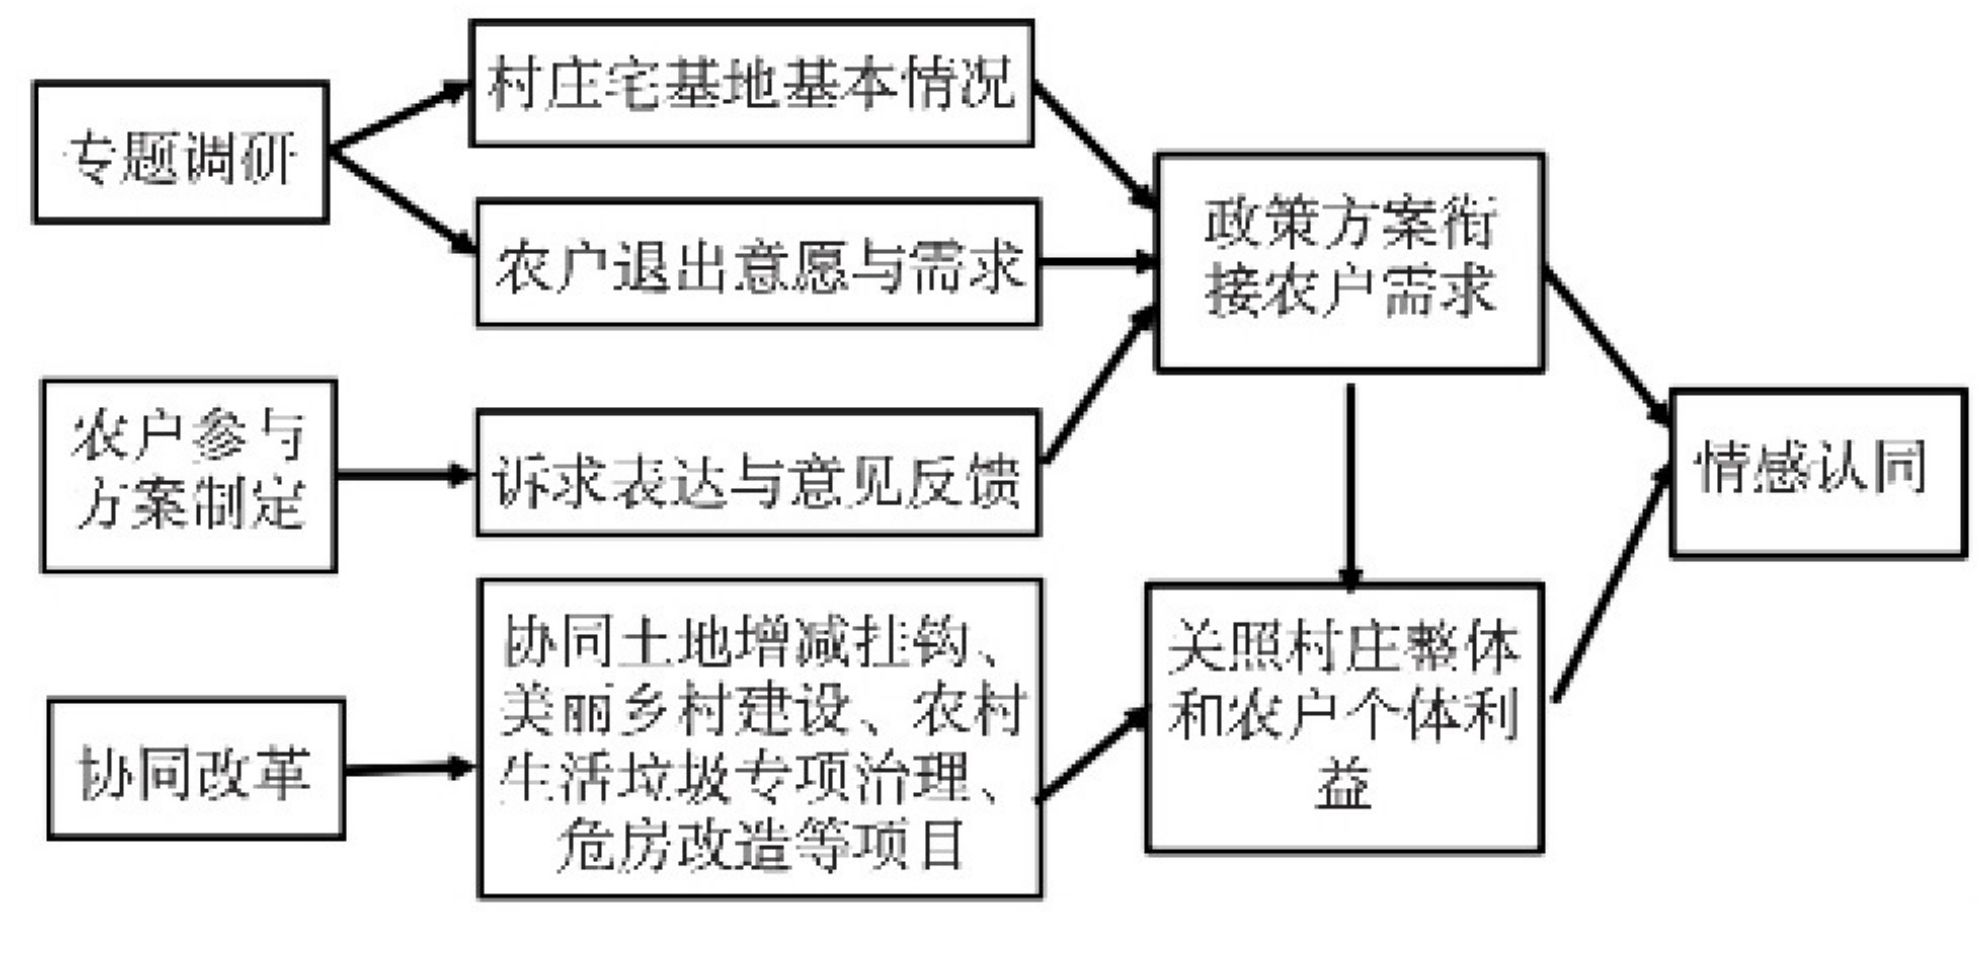 专题调研
村庄宅基地基本情况
农户退出意愿与需求
农户参与
方案制定
诉求表达与意见反馈
协同改革
协同土地增减挂钩、
美丽乡村建设、农村
生活垃圾专项治理、
危房改造等项目
政策方案衔
接农户需求
关照村庄整体
和农户个体利
益
情感认同